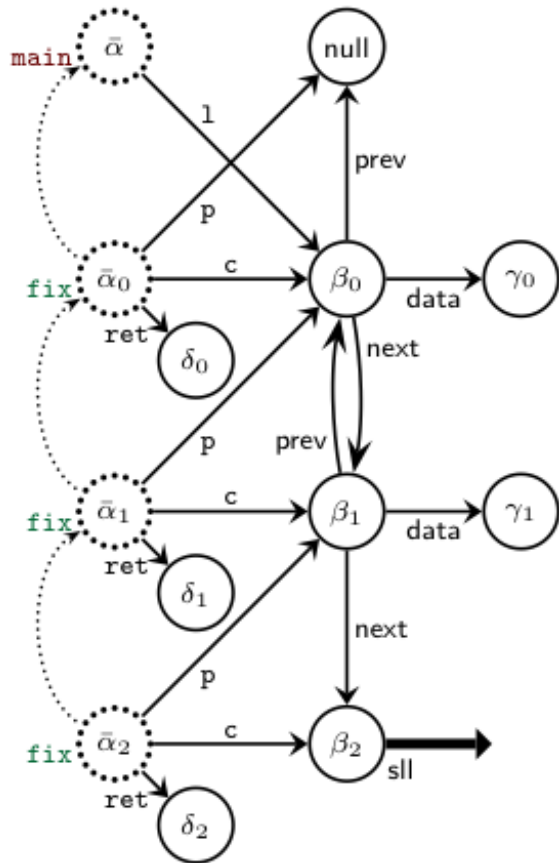 main ᾱ null
l
prev
p
fix ᾱ₀ c β₀ data γ₀
ret δ₀ next
p prev
fix ᾱ₁ c β₁ data γ₁
ret δ₁ next
p
fix ᾱ₂ c β₂ sll
ret δ₂